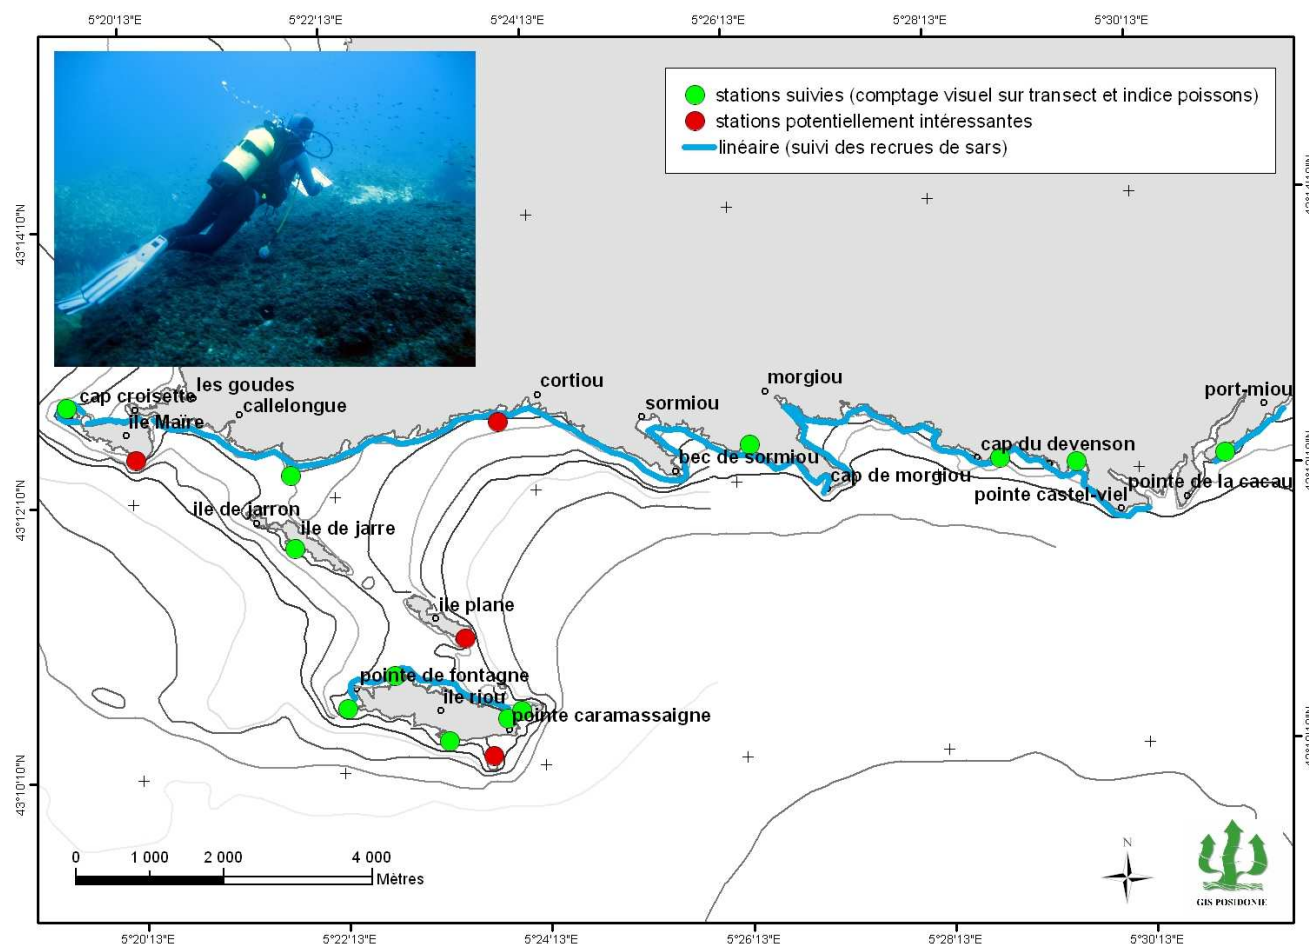 5°20'13"E
5°22'13"E
5°24'13"E
5°26'13"E
5°28'13"E
5°30'13"E
stations suivies (comptage visuel sur transect et indice poissons)
stations potentiellement intéressantes
linéaire (suivi des recrues de sars)
43°14'10"N
les goudes
cap croisette
callelongue
ile Maïre
cortiou
sormiou
morgiou
port-miou
bec de sormiou
cap du devenson
cap de morgiou
pointe castel-viel
pointe de la cacau
43°12'10"N
ile de jarron
ile de jarre
ile plane
pointe de fontagne
ile riou
pointe caramassaigne
43°10'10"N
0 1 000 2 000 4 000
Mètres
N
GIS POSIDONIE
5°20'13"E
5°22'13"E
5°24'13"E
5°26'13"E
5°28'13"E
5°30'13"E